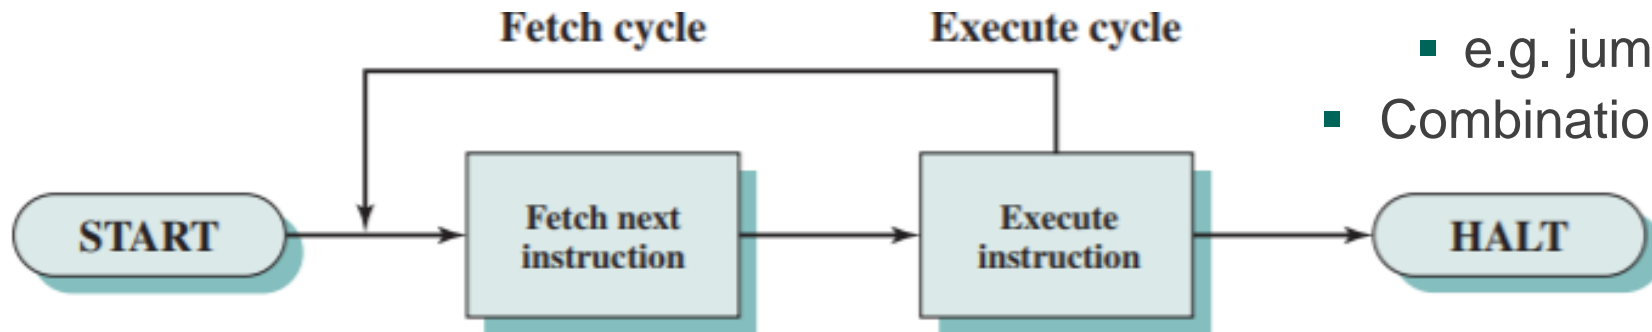 Fetch cycle
Execute cycle
▪ e.g. jum
▪ Combinatio
START
Fetch next
instruction
Execute
instruction
HALT